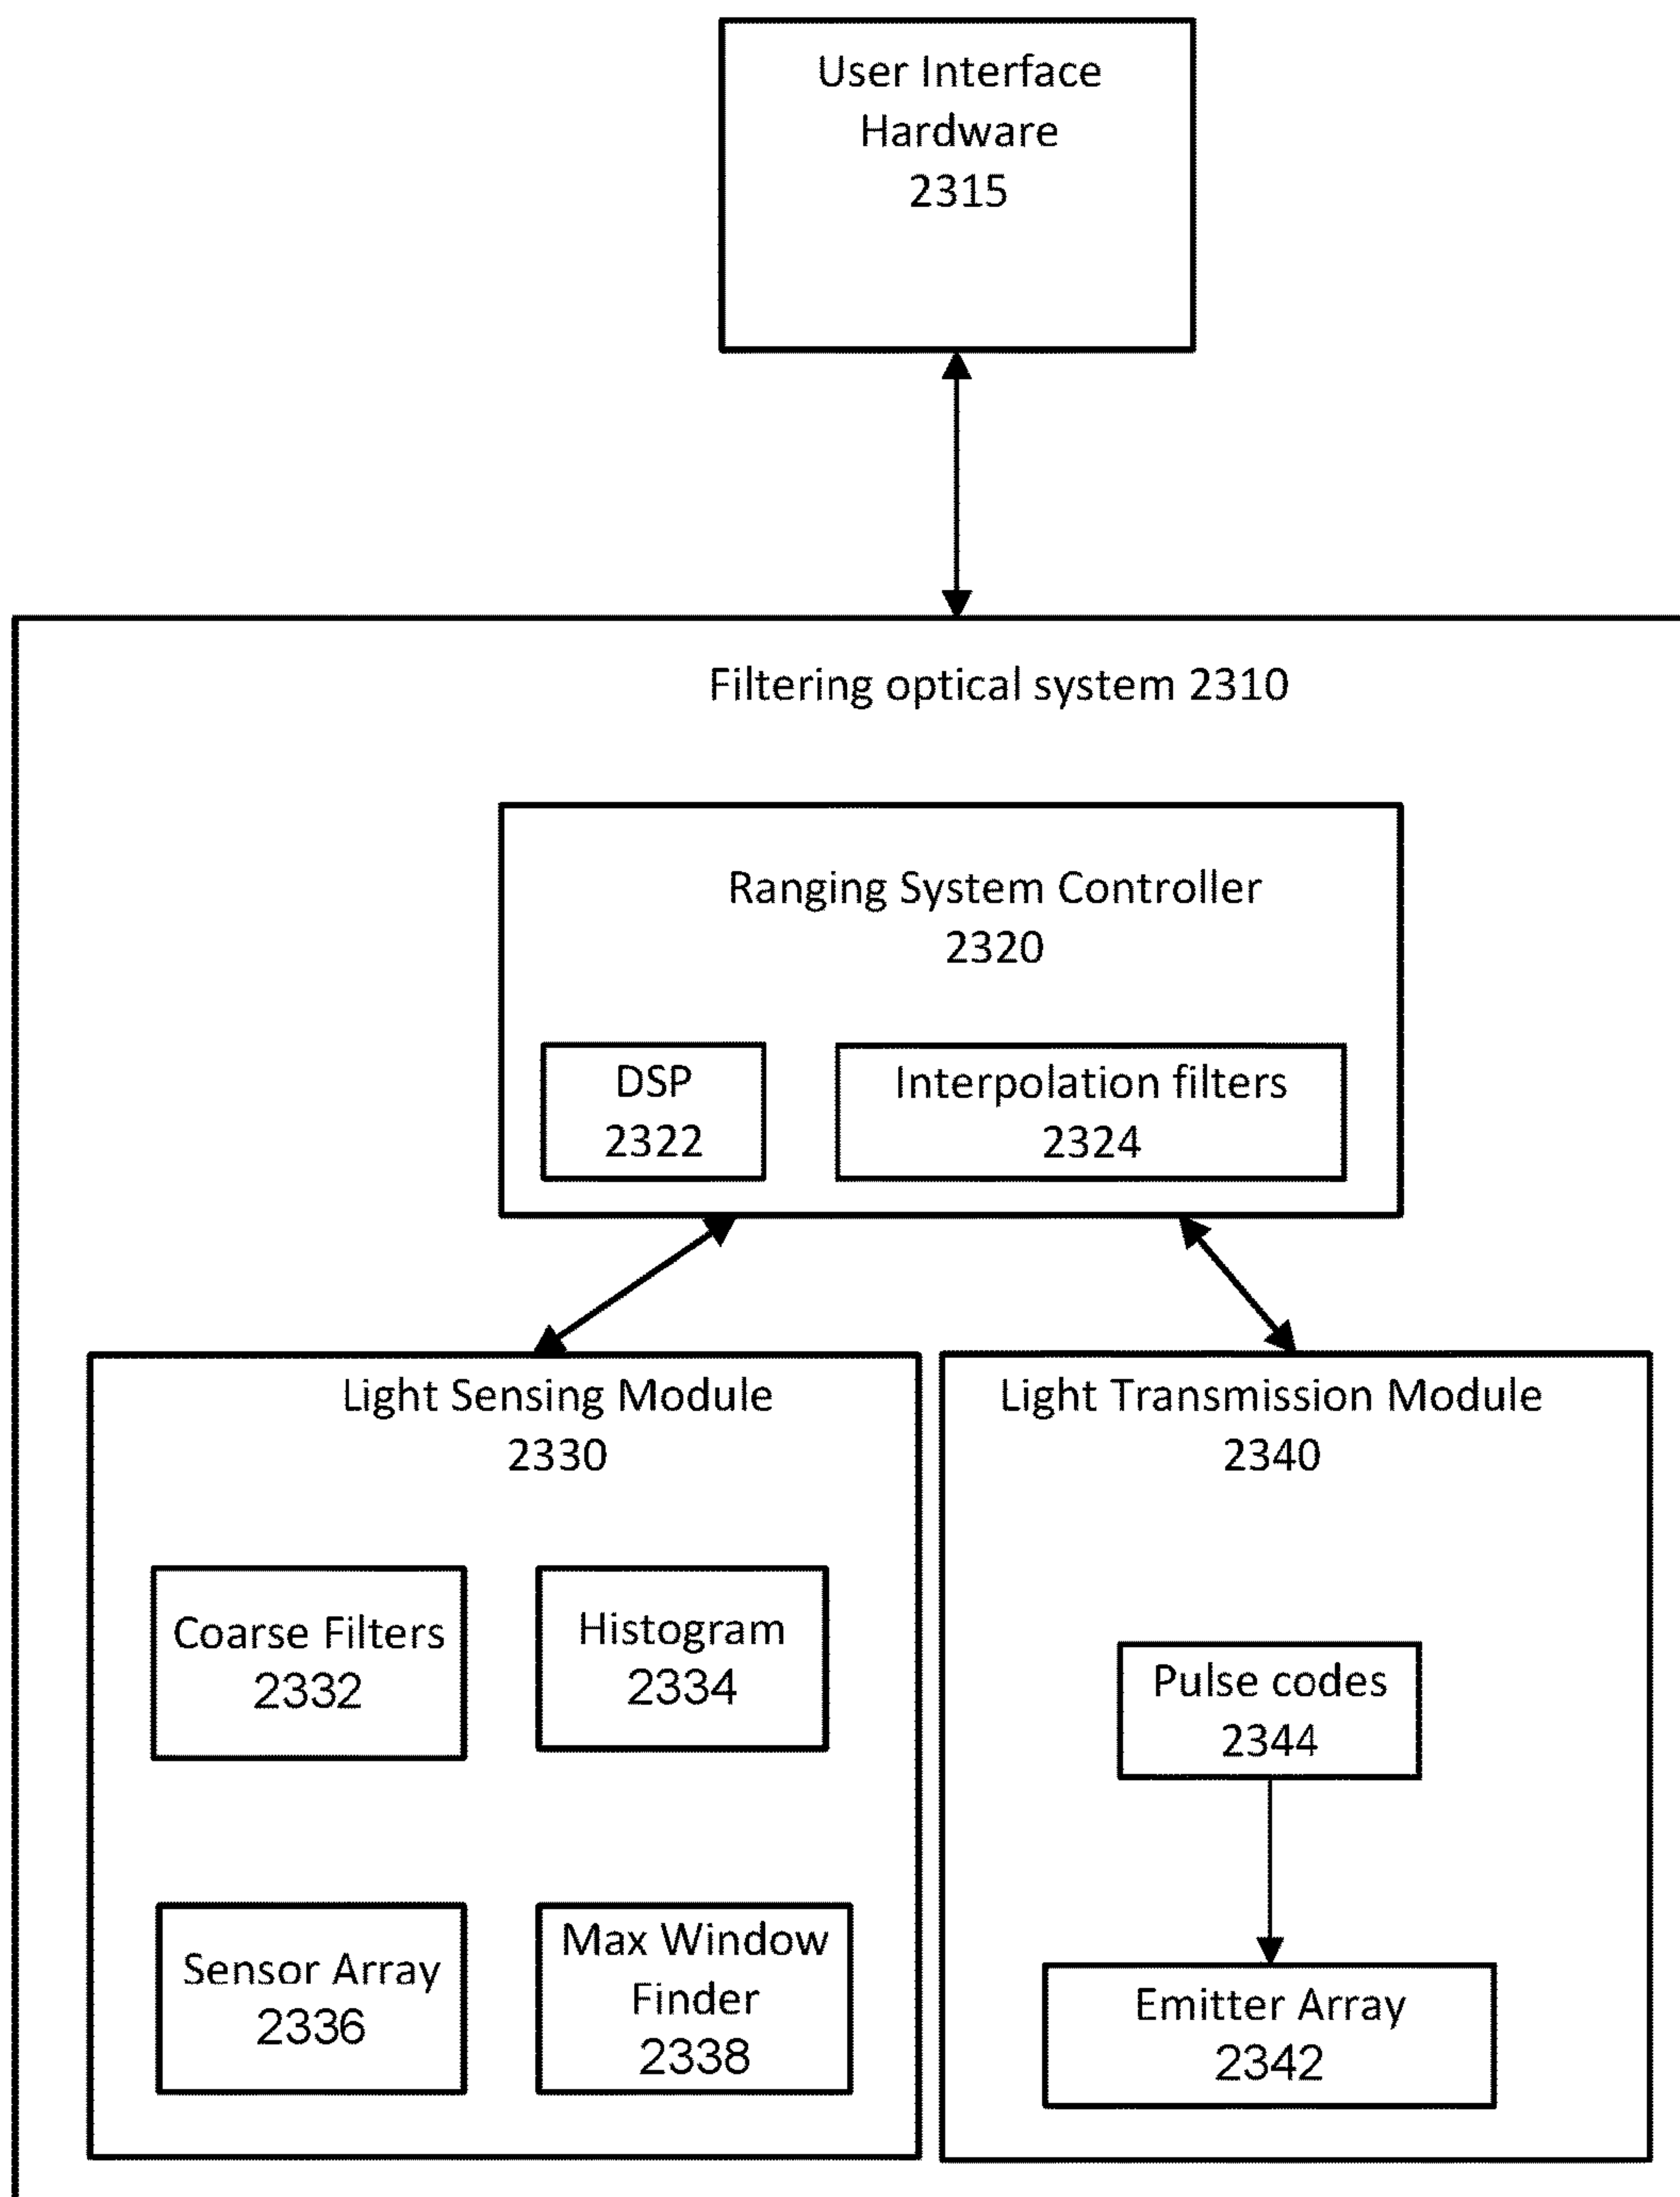 User Interface
Hardware
2315
Filtering optical system 2310
Ranging System Controller
2320
DSP
2322
Interpolation filters
2324
Light Sensing Module
2330
Coarse Filters
2332
Histogram
2334
Sensor Array
2336
Max Window
Finder
2338
Light Transmission Module
2340
Pulse codes
2344
Emitter Array
2342